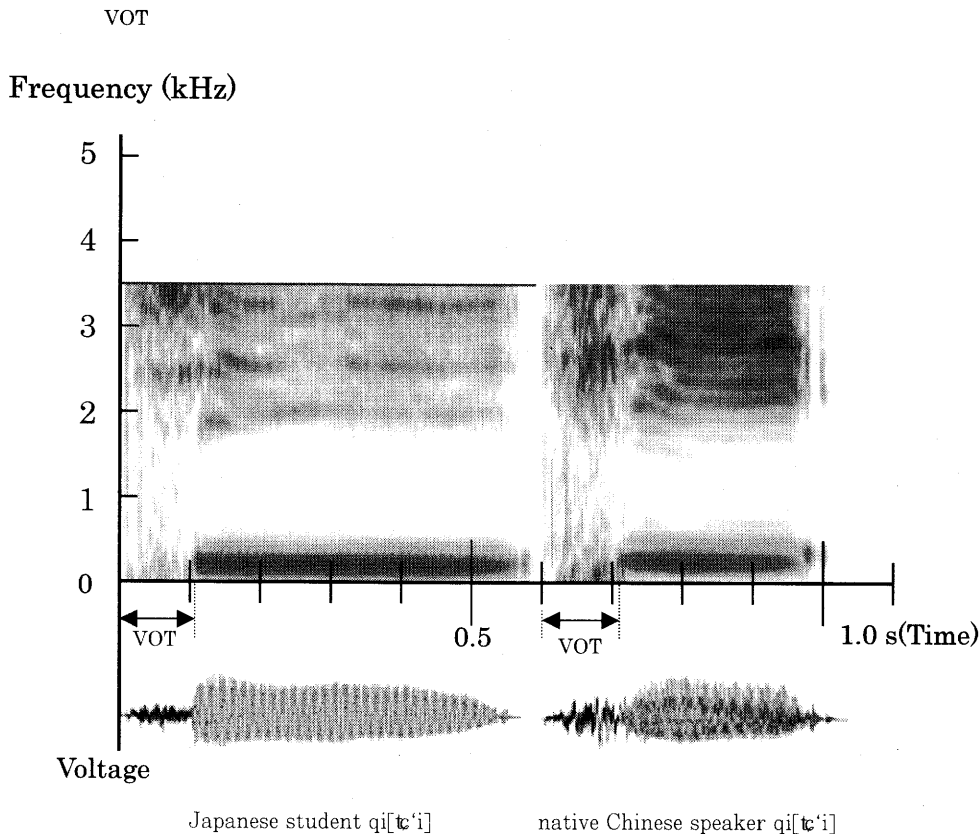 VOT
Frequency (kHz)
5
4
3
2
1
0
VOT
0.5
VOT
1.0 s(Time)
Voltage
Japanese student qi[tɕ‘i]
native Chinese speaker qi[tɕ‘i]